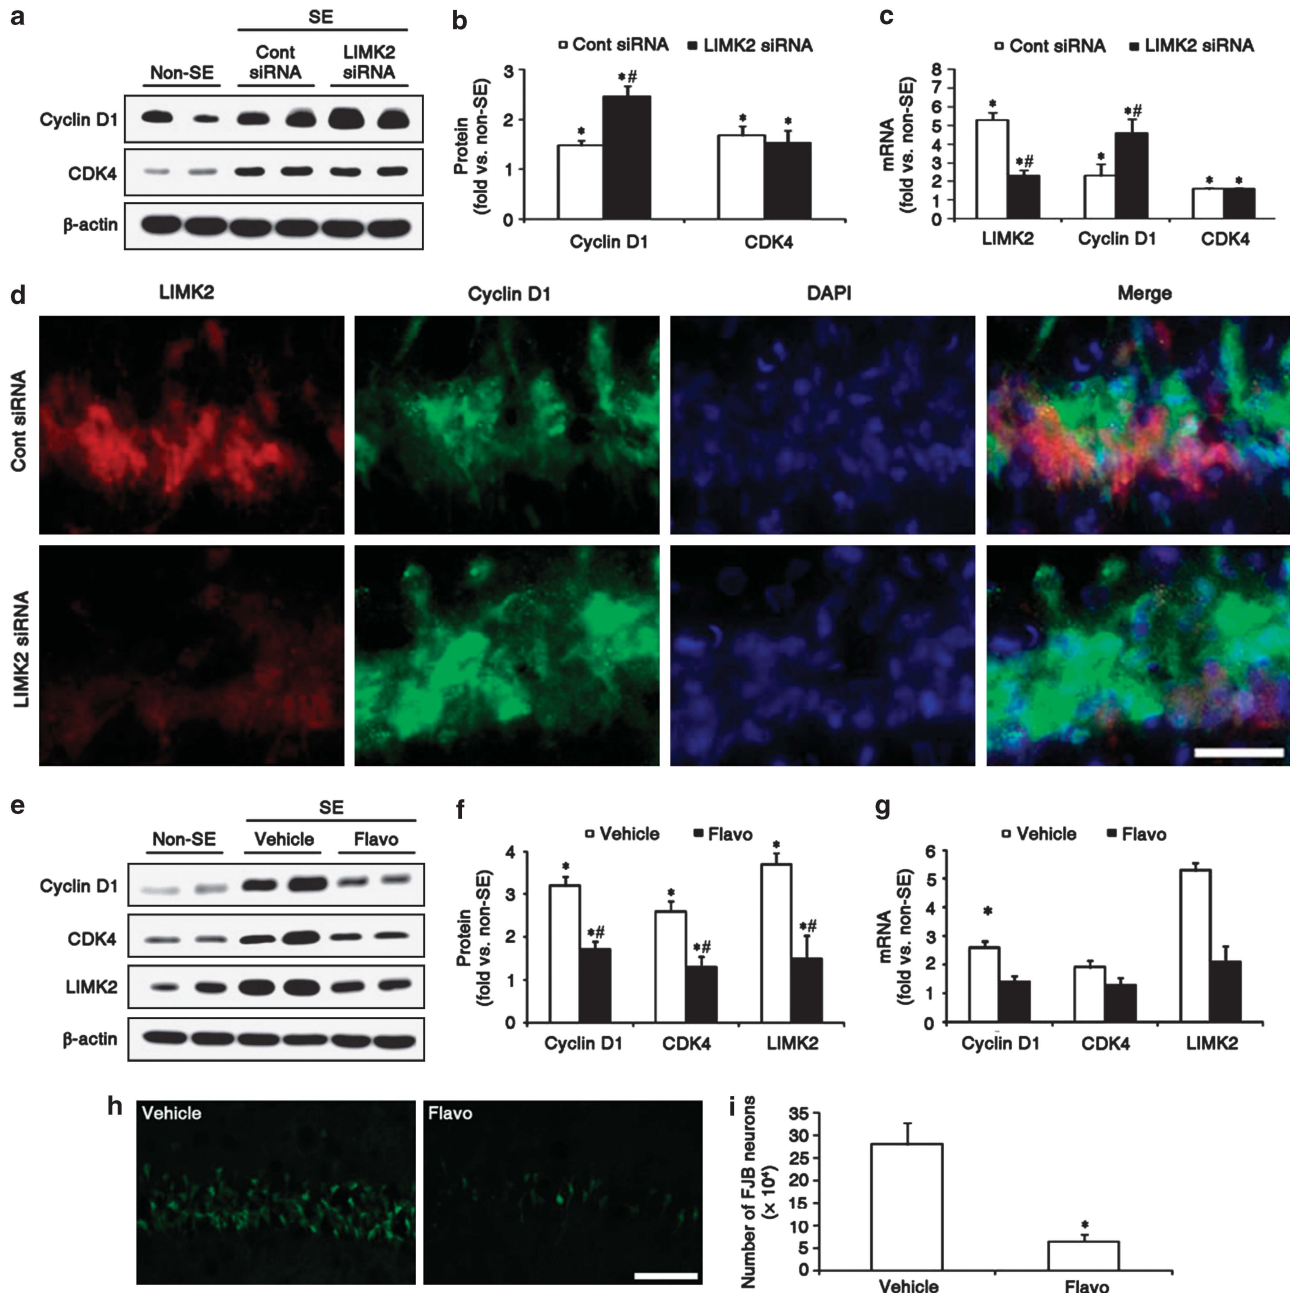 a
SE
Cont siRNA
LIMK2 siRNA
Non-SE
Cyclin D1
CDK4
β-actin
b
Cont siRNA LIMK2 siRNA
Protein
(fold vs. non-SE)
3
2
1
0
*
*#
*
*
Cyclin D1 CDK4
c
Cont siRNA LIMK2 siRNA
mRNA
(fold vs. non-SE)
8
7
6
5
4
3
2
1
0
*
*#
*
*#
*
*
LIMK2 Cyclin D1 CDK4
d
LIMK2 Cyclin D1 DAPI Merge
Cont siRNA
LIMK2 siRNA
e
SE
Non-SE Vehicle Flavo
Cyclin D1
CDK4
LIMK2
β-actin
f
Vehicle Flavo
Protein
(fold vs. non-SE)
4
3
2
1
0
*
*#
*
*#
*
*#
Cyclin D1 CDK4 LIMK2
g
Vehicle Flavo
mRNA
(fold vs. non-SE)
6
5
4
3
2
1
0
*
Cyclin D1 CDK4 LIMK2
h
Vehicle
Flavo
i
Number of FJB neurons
(× 10⁴)
35
30
25
20
15
10
5
0
*
Vehicle Flavo